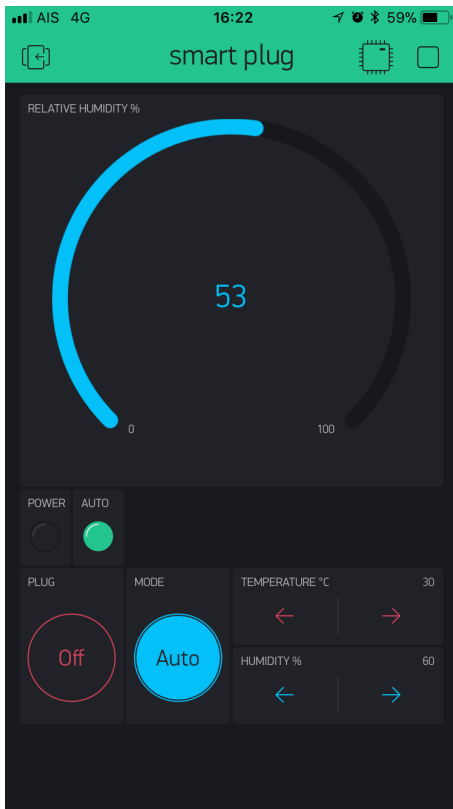 AIS 4G 16:22 59%
smart plug
RELATIVE HUMIDITY %
53
0 100
POWER AUTO
PLUG MODE TEMPERATURE °C 30
Off Auto
HUMIDITY % 60